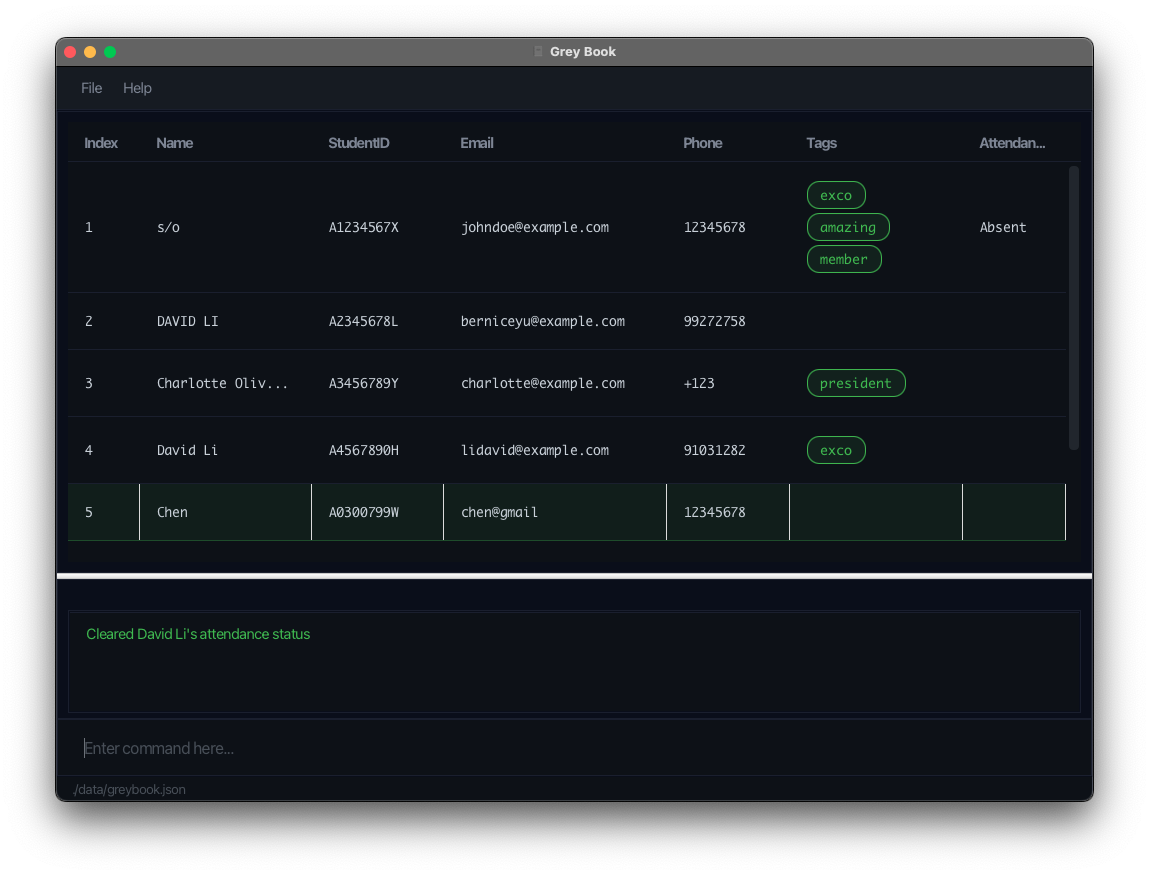 Grey Book
File Help
Index Name StudentID Email Phone Tags Attendan...
1 s/o A1234567X johndoe@example.com 12345678 exco amazing member Absent
2 DAVID LI A2345678L berniceyu@example.com 99272758
3 Charlotte Oliv... A3456789Y charlotte@example.com +123 president
4 David Li A4567890H lidavid@example.com 91031282 exco
5 Chen A0300799W chen@gmail 12345678
Cleared David Li's attendance status
Enter command here...
./data/greybook.json